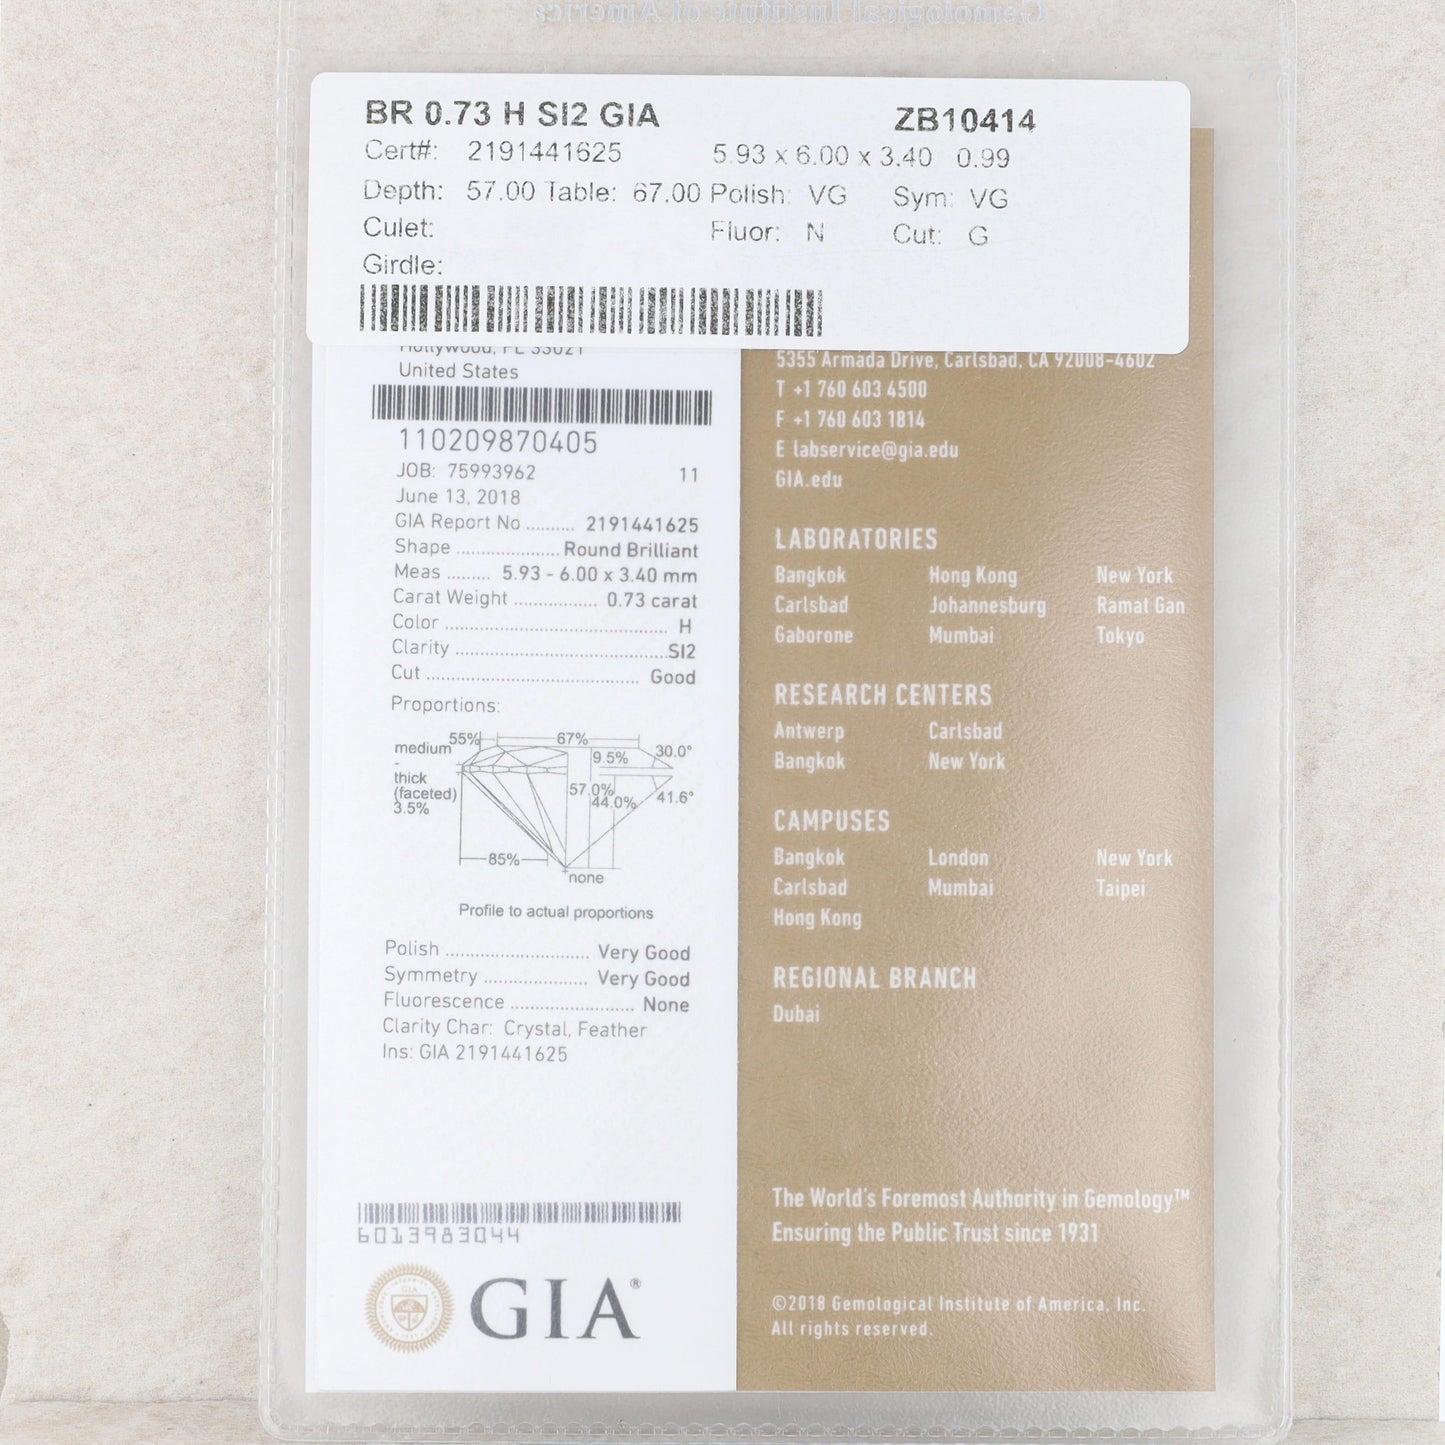 Gemological Institute of America
BR 0.73 H SI2 GIA ZB10414
Cert#: 2191441625 5.93 x 6.00 x 3.40 0.99
Depth: 57.00 Table: 67.00 Polish: VG Sym: VG
Culet: Fluor: N Cut: G
Girdle:
Hollywood, FL 33021
United States
110209870405
JOB: 75993962 11
June 13, 2018
GIA Report No .......... 2191441625
Shape ..................... Round Brilliant
Meas ......... 5.93 - 6.00 x 3.40 mm
Carat Weight ................. 0.73 carat
Color ............................................. H
Clarity ...........................................SI2
Cut ........................................... Good
Proportions:
55% 67%
medium
-
thick
(faceted)
3.5%
9.5% 30.0°
57.0%
44.0% 41.6°
85%
none
Profile to actual proportions
Polish ............................. Very Good
Symmetry ..................... Very Good
Fluorescence ......................... None
Clarity Char: Crystal, Feather
Ins: GIA 2191441625
6013983044
GIA®
5355 Armada Drive, Carlsbad, CA 92008-4602
T +1 760 603 4500
F +1 760 603 1814
E labservice@gia.edu
GIA.edu
LABORATORIES
Bangkok Hong Kong New York
Carlsbad Johannesburg Ramat Gan
Gaborone Mumbai Tokyo
RESEARCH CENTERS
Antwerp Carlsbad
Bangkok New York
CAMPUSES
Bangkok London New York
Carlsbad Mumbai Taipei
Hong Kong
REGIONAL BRANCH
Dubai
The World's Foremost Authority in Gemology™
Ensuring the Public Trust since 1931
©2018 Gemological Institute of America, Inc.
All rights reserved.